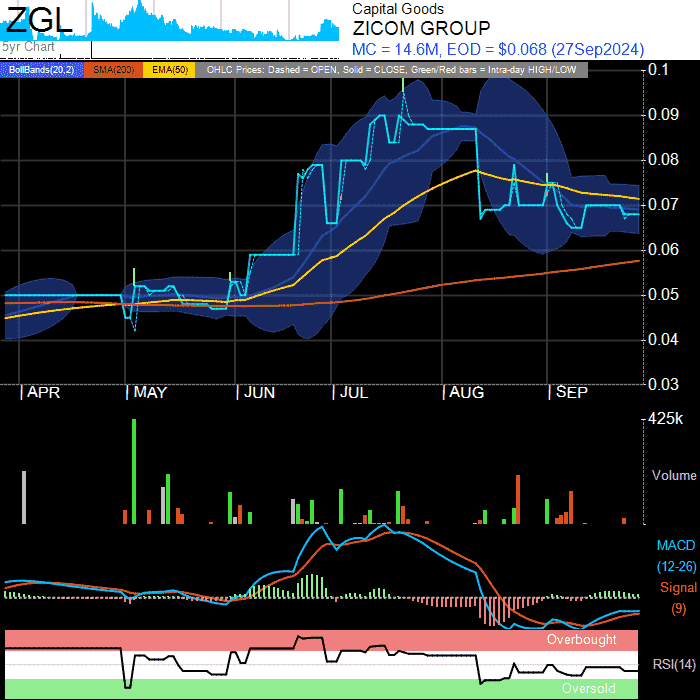 ZGL
5yr Chart
Capital Goods
ZICOM GROUP
MC = 14.6M, EOD = $0.068 (27Sep2024)
BollBands(20,2) SMA(200) EMA(50) OHLC Prices: Dashed = OPEN, Solid = CLOSE, Green/Red bars = Intra-day HIGH/LOW
0.1
0.09
0.08
0.07
0.06
0.05
0.04
0.03
APR MAY JUN JUL AUG SEP
425k
Volume
MACD
(12-26)
Signal
(9)
Overbought
RSI(14)
Oversold